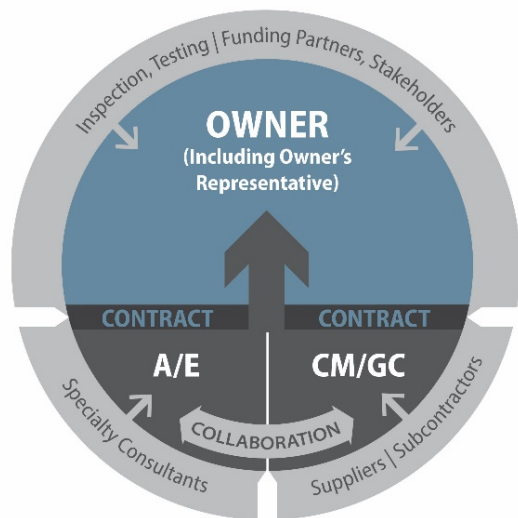 Inspection, Testing | Funding Partners, Stakeholders
OWNER
(Including Owner's
Representative)
CONTRACT
CONTRACT
A/E
CM/GC
COLLABORATION
Specialty Consultants
Suppliers | Subcontractors